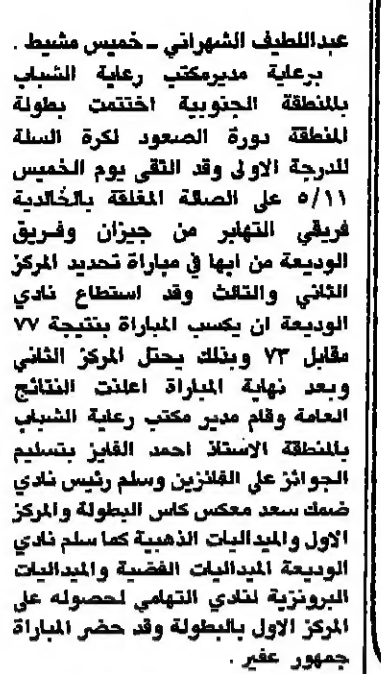 عبداللطيف الشهراني ــ خميس مشيط .
برعاية مديرمكتب رعاية الشباب
بالمنطقة الجنوبية اختتمت بطولة
المنطقة دورة الصعود لكرة السلة
للدرجة الاولى وقد التقى يوم الخميس
٥/١١ على الصالة المغلقة بالخالدية
فريقي التهابر من جيزان وفريق
الوديعة من ابها في مباراة تحديد المركز
الثاني والثالث وقد استطاع نادي
الوديعة ان يكسب المباراة بنتيجة ٧٧
مقابل ٧٣ وبذلك يحتل المركز الثاني
وبعد نهاية المباراة اعلنت النتائج
العامة وقام مدير مكتب رعاية الشباب
بالمنطقة الاستاذ احمد الفايز بتسليم
الجوائز على الفائزين وسلم رئيس نادي
ضمك سعد معكس كاس البطولة والمركز
الاول والميداليات الذهبية كما سلم نادي
الوديعة الميداليات الفضية والميداليات
البرونزية لنادي التهامي لحصوله على
المركز الاول بالبطولة وقد حضر المباراة
جمهور غفير .